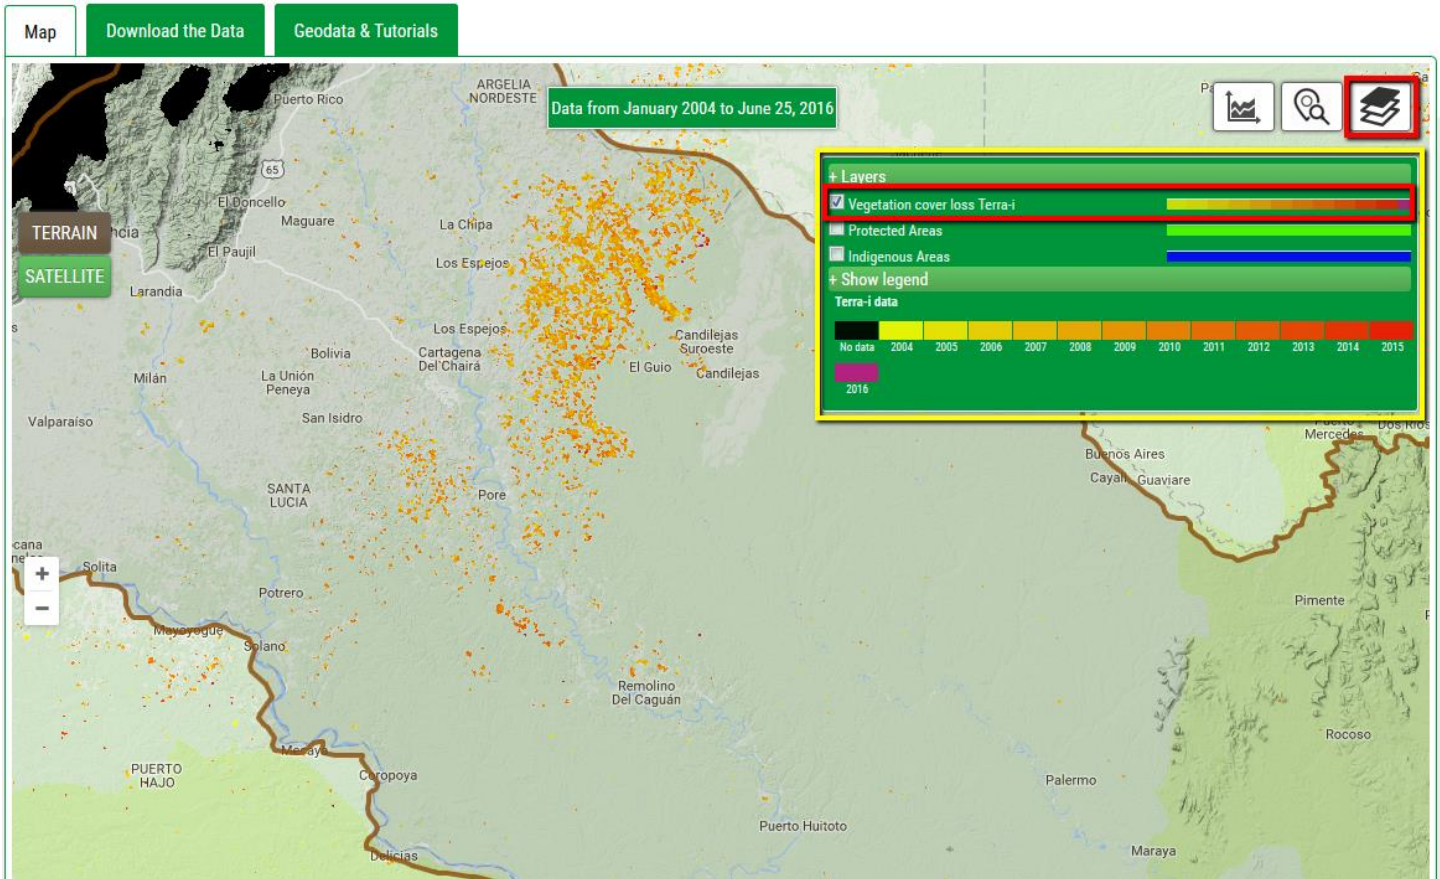 Map
Download the Data
Geodata & Tutorials
ARGELIA
NORDESTE
Puerto Rico
Data from January 2004 to June 25, 2016
65
+ Layers
Vegetation cover loss Terra-i
Protected Areas
Indigenous Areas
+ Show legend
Terra-i data
No data 2004 2005 2006 2007 2008 2009 2010 2011 2012 2013 2014 2015
2016
El Doncello
Maguare
La Chipa
TERRAIN
El Paujil
Los Espejos
SATELLITE
Larandia
Los Espejos
Candilejas
Suroeste
Bolivia
Cartagena
Del Chairá
El Guio
Candilejas
Milán
La Unión
Peneya
San Isidro
Valparaíso
Mercedes
Dos Rios
Buenos Aires
Cayali
Guaviare
SANTA
LUCIA
Pore
+
−
Solita
Potrero
Pimente
Mayoyogue
Solano
Remolino
Del Caguán
Rocoso
Mecaya
PUERTO
HAJO
Coropoya
Palermo
Puerto Huitoto
Maraya
Delicias